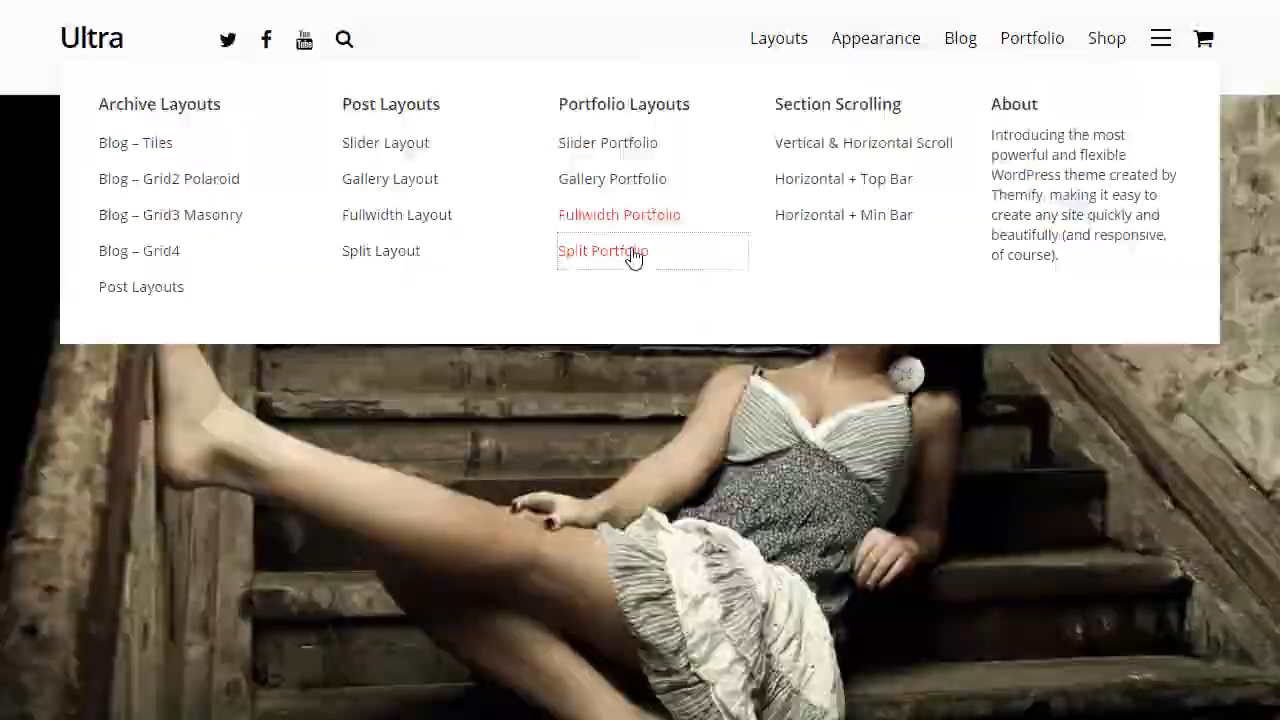 Ultra
Layouts Appearance Blog Portfolio Shop
Archive Layouts
Blog – Tiles
Blog – Grid2 Polaroid
Blog – Grid3 Masonry
Blog – Grid4
Post Layouts
Post Layouts
Slider Layout
Gallery Layout
Fullwidth Layout
Split Layout
Portfolio Layouts
Slider Portfolio
Gallery Portfolio
Fullwidth Portfolio
Split Portfolio
Section Scrolling
Vertical & Horizontal Scroll
Horizontal + Top Bar
Horizontal + Min Bar
About
Introducing the most
powerful and flexible
WordPress theme created by
Themify, making it easy to
create any site quickly and
beautifully (and responsive,
of course).